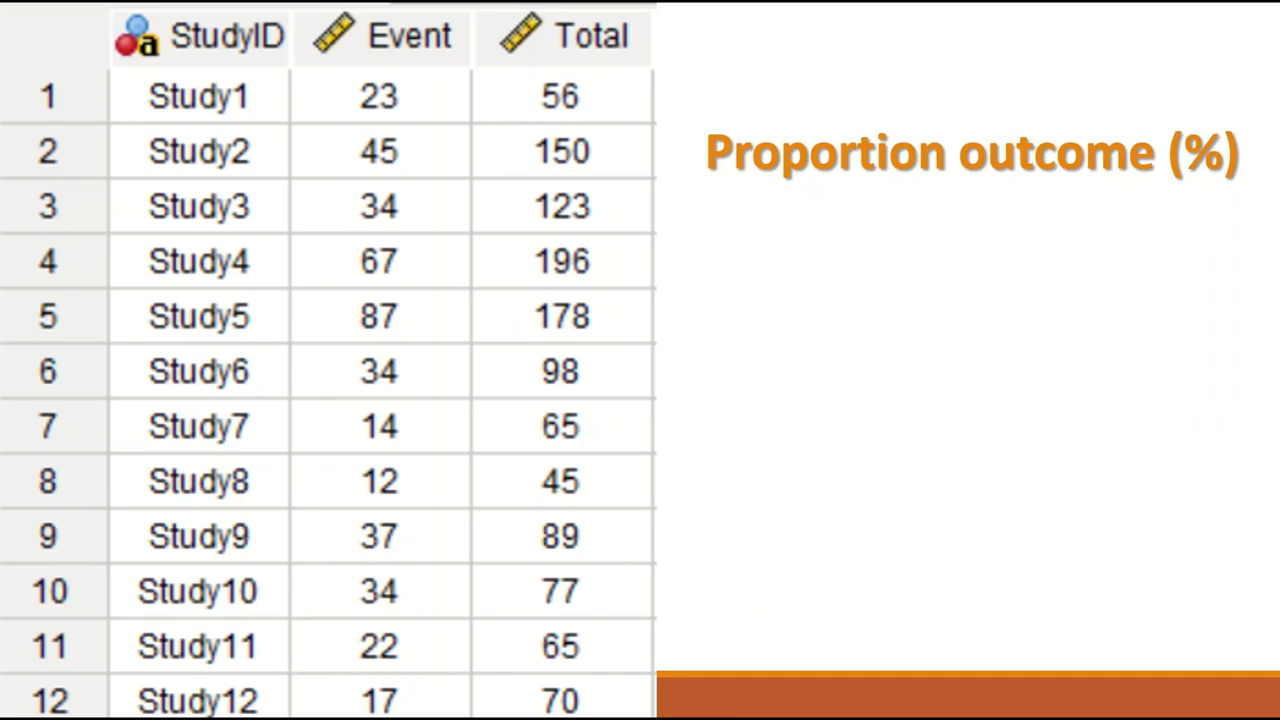 StudyID Event Total
1 Study1 23 56
2 Study2 45 150
3 Study3 34 123
4 Study4 67 196
5 Study5 87 178
6 Study6 34 98
7 Study7 14 65
8 Study8 12 45
9 Study9 37 89
10 Study10 34 77
11 Study11 22 65
12 Study12 17 70
Proportion outcome (%)